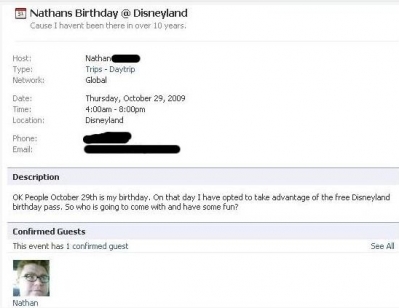 Nathans Birthday @ Disneyland
Cause I havent been there in over 10 years.
Host: Nathan
Type: Trips - Daytrip
Network: Global
Date: Thursday, October 29, 2009
Time: 4:00am - 8:00pm
Location: Disneyland
Phone:
Email:
Description
OK People October 29th is my birthday. On that day I have opted to take advantage of the free Disneyland
birthday pass. So who is going to come with and have some fun?
Confirmed Guests
This event has 1 confirmed guest See All
Nathan